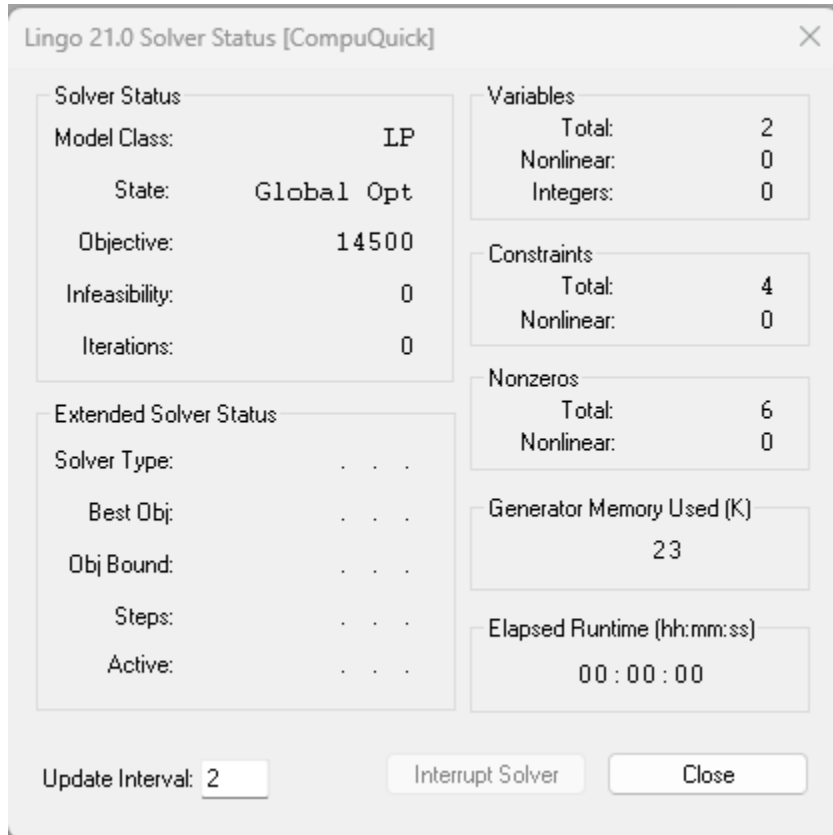 Lingo 21.0 Solver Status [CompuQuick]
Solver Status
Model Class: LP
State: Global Opt
Objective: 14500
Infeasibility: 0
Iterations: 0
Extended Solver Status
Solver Type: . . .
Best Obj: . . .
Obj Bound: . . .
Steps: . . .
Active: . . .
Variables
Total: 2
Nonlinear: 0
Integers: 0
Constraints
Total: 4
Nonlinear: 0
Nonzeros
Total: 6
Nonlinear: 0
Generator Memory Used (K)
23
Elapsed Runtime (hh:mm:ss)
00:00:00
Update Interval: 2
Interrupt Solver
Close